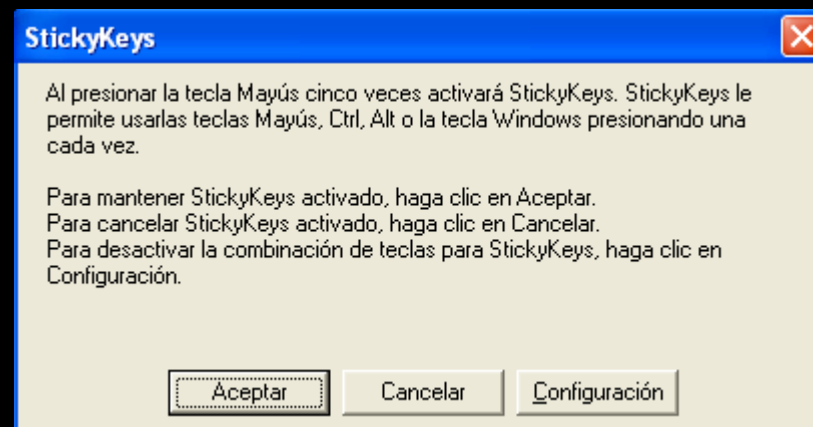 StickyKeys
Al presionar la tecla Mayús cinco veces activará StickyKeys. StickyKeys le
permite usarlas teclas Mayús, Ctrl, Alt o la tecla Windows presionando una
cada vez.
Para mantener StickyKeys activado, haga clic en Aceptar.
Para cancelar StickyKeys activado, haga clic en Cancelar.
Para desactivar la combinación de teclas para StickyKeys, haga clic en
Configuración.
Aceptar Cancelar Configuración